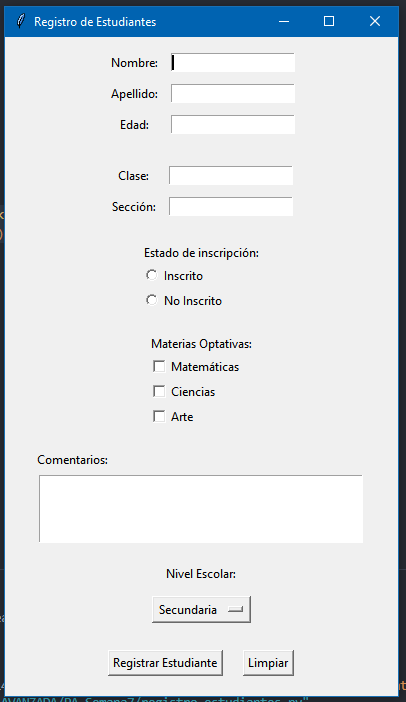 Registro de Estudiantes
Nombre:
Apellido:
Edad:
Clase:
Sección:
Estado de inscripción:
Inscrito
No Inscrito
Materias Optativas:
Matemáticas
Ciencias
Arte
Comentarios:
Nivel Escolar:
Secundaria
Registrar Estudiante Limpiar